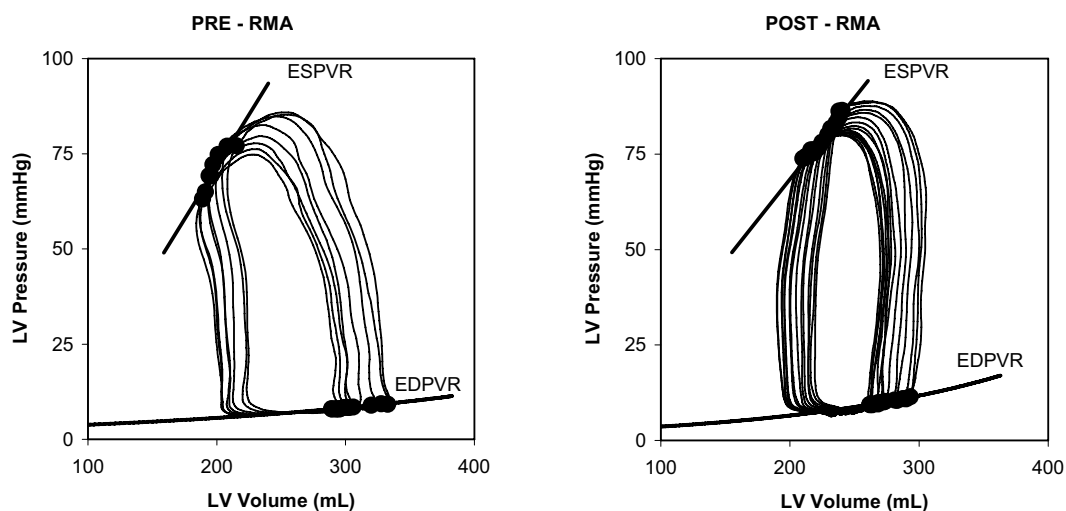 PRE - RMA
100
75
50
25
0
LV Pressure (mmHg)
ESPVR
EDPVR
100 200 300 400
LV Volume (mL)
POST - RMA
100
75
50
25
0
LV Pressure (mmHg)
ESPVR
EDPVR
100 200 300 400
LV Volume (mL)